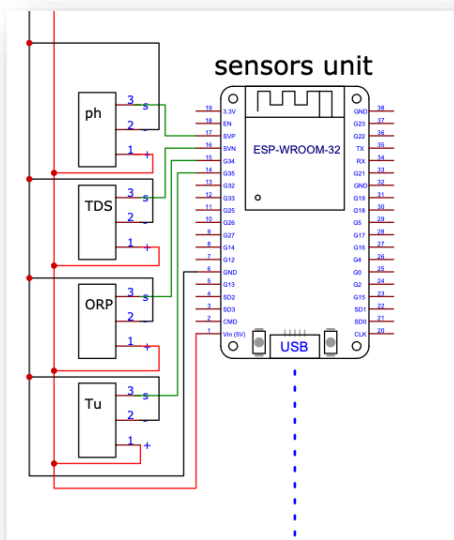 sensors unit
ph
3 s
2 -
1 +
TDS
3 s
2 -
1 +
ORP
3 s
2 -
1 +
Tu
3 s
2 -
1 +
ESP-WROOM-32
19 3.3V
18 EN
17 SVP
16 SVN
15 G34
14 G35
13 G32
12 G33
11 G25
10 G26
9 G27
8 G14
7 G12
6 GND
5 G13
4 SD2
3 SD3
2 CMD
1 Vin (5V)
GND 38
G23 37
G22 36
TX 35
RX 34
G21 33
GND 32
G19 31
G18 30
G5 29
G17 28
G16 27
G4 26
G0 25
G2 24
G15 23
SD1 22
SD0 21
CLK 20
USB